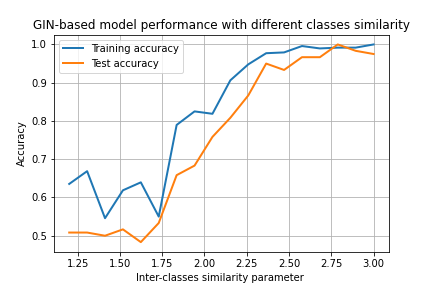 GIN-based model performance with different classes similarity
Training accuracy
Test accuracy
Accuracy
1.0
0.9
0.8
0.7
0.6
0.5
1.25 1.50 1.75 2.00 2.25 2.50 2.75 3.00
Inter-classes similarity parameter